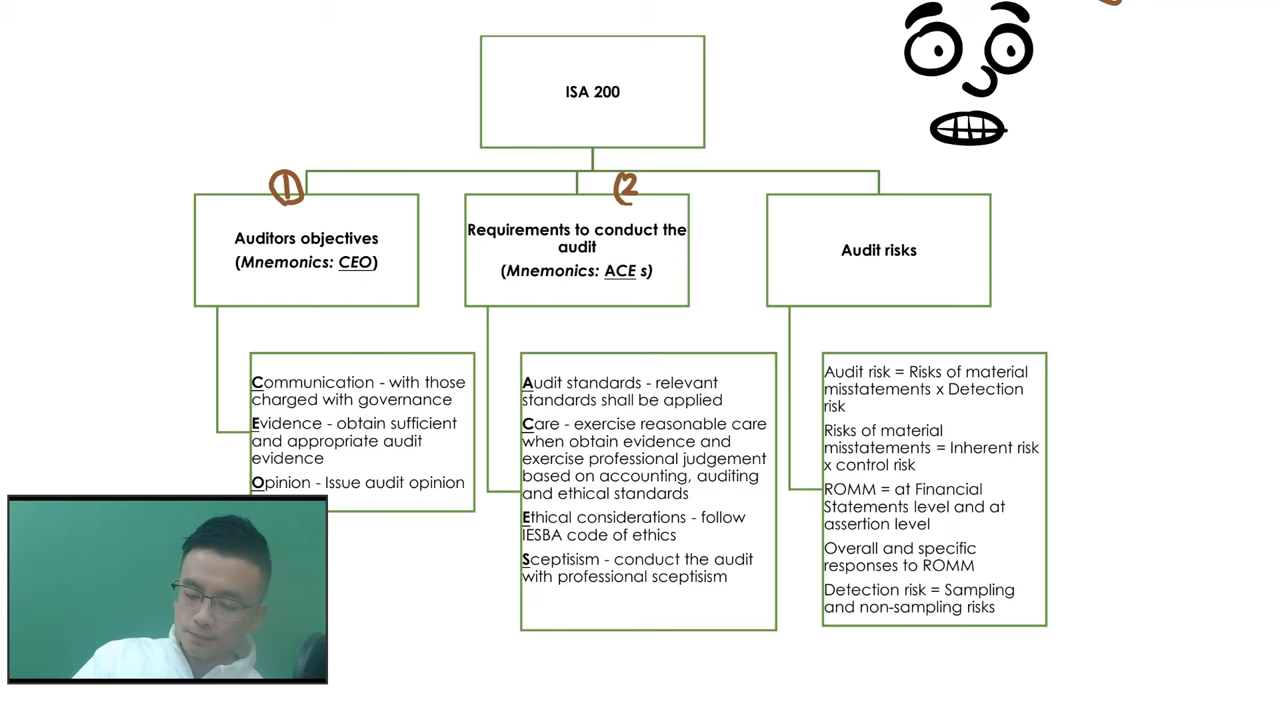 ISA 200
1
Auditors objectives
(Mnemonics: CEO)
Communication - with those
charged with governance
Evidence - obtain sufficient
and appropriate audit
evidence
Opinion - Issue audit opinion
2
Requirements to conduct the
audit
(Mnemonics: ACE s)
Audit standards - relevant
standards shall be applied
Care - exercise reasonable care
when obtain evidence and
exercise professional judgement
based on accounting, auditing
and ethical standards
Ethical considerations - follow
IESBA code of ethics
Sceptisism - conduct the audit
with professional sceptisism
Audit risks
Audit risk = Risks of material
misstatements x Detection
risk
Risks of material
misstatements = Inherent risk
x control risk
ROMM = at Financial
Statements level and at
assertion level
Overall and specific
responses to ROMM
Detection risk = Sampling
and non-sampling risks